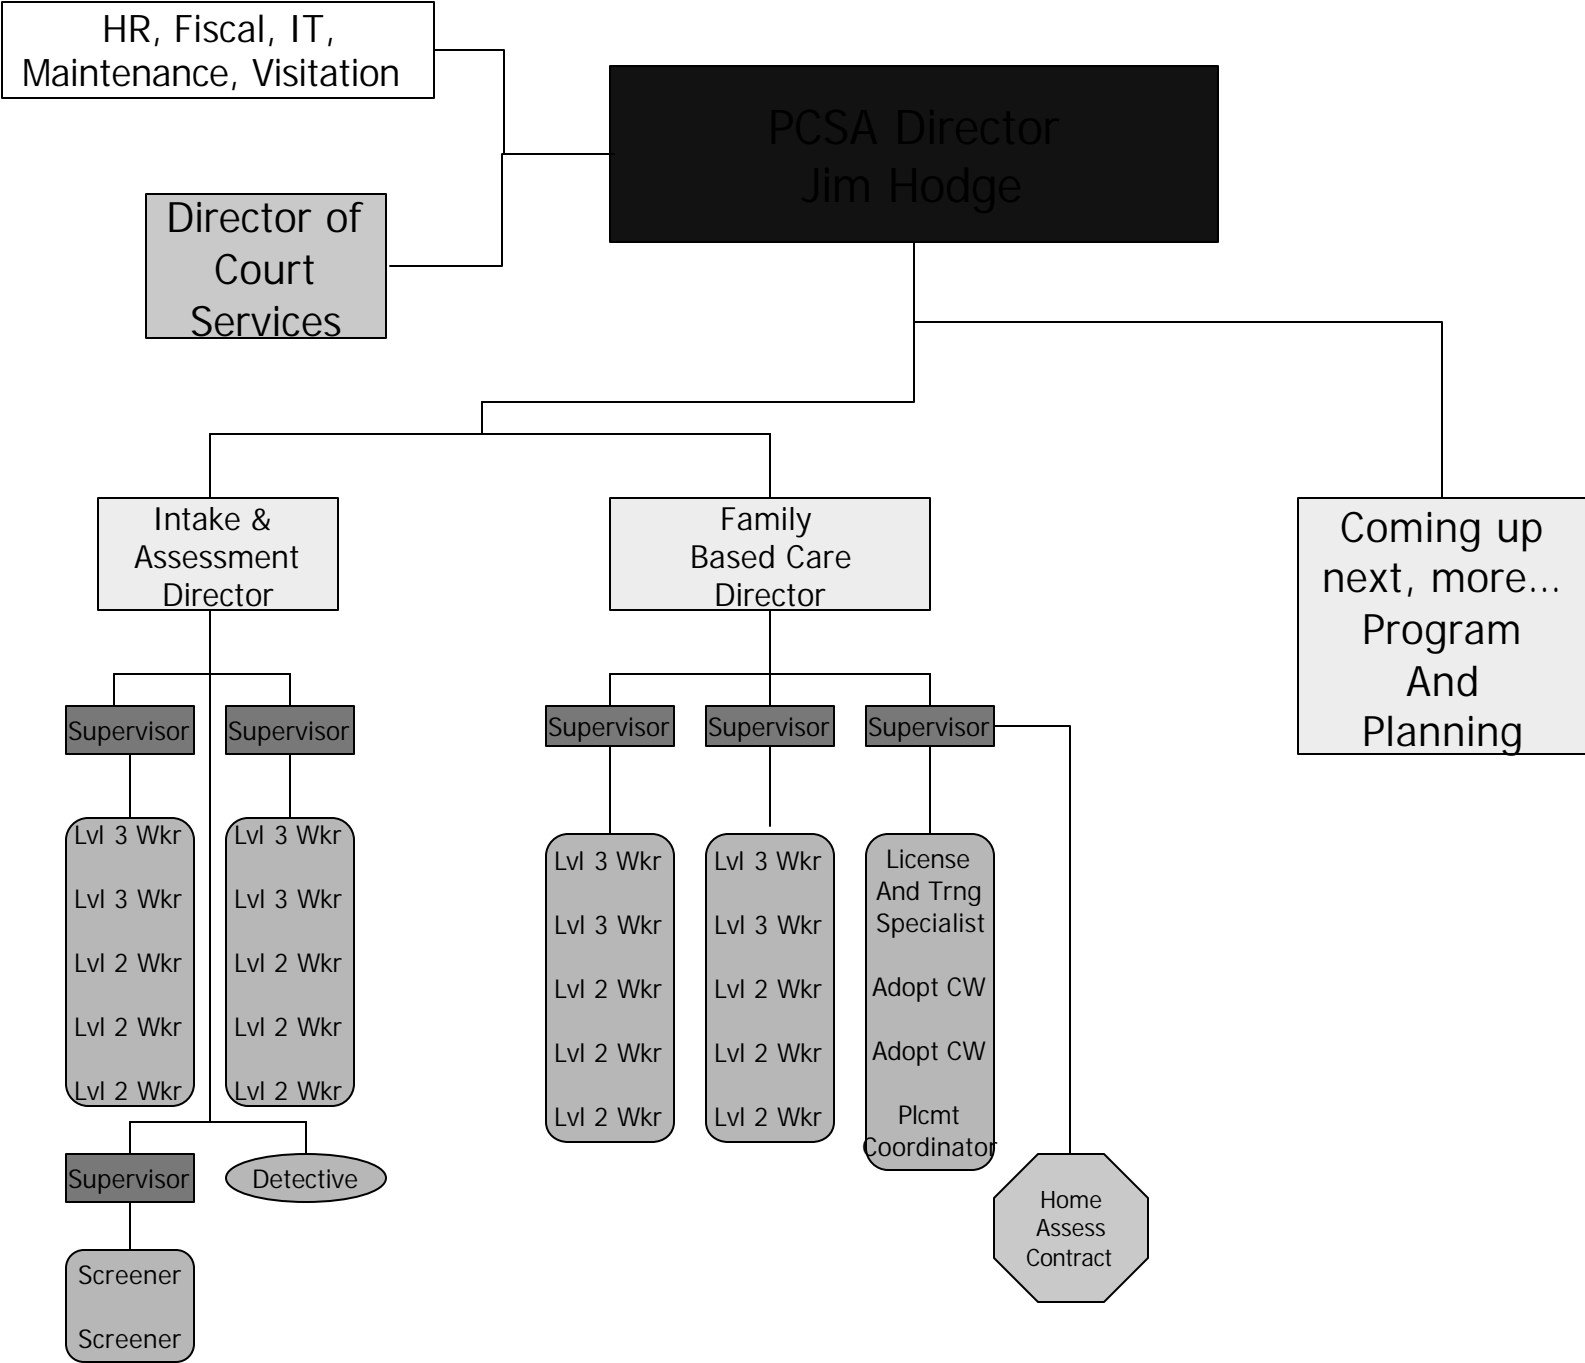 HR, Fiscal, IT,
Maintenance, Visitation
PCSA Director
Jim Hodge
Director of
Court
Services
Intake &
Assessment
Director
Family
Based Care
Director
Coming up
next, more...
Program
And
Planning
Supervisor
Supervisor
Supervisor
Supervisor
Supervisor
Lvl 3 Wkr
Lvl 3 Wkr
Lvl 2 Wkr
Lvl 2 Wkr
Lvl 2 Wkr
Lvl 3 Wkr
Lvl 3 Wkr
Lvl 2 Wkr
Lvl 2 Wkr
Lvl 2 Wkr
Lvl 3 Wkr
Lvl 3 Wkr
Lvl 2 Wkr
Lvl 2 Wkr
Lvl 2 Wkr
Lvl 3 Wkr
Lvl 3 Wkr
Lvl 2 Wkr
Lvl 2 Wkr
Lvl 2 Wkr
License
And Trng
Specialist
Adopt CW
Adopt CW
Plcmt
Coordinator
Supervisor
Detective
Home
Assess
Contract
Screener
Screener